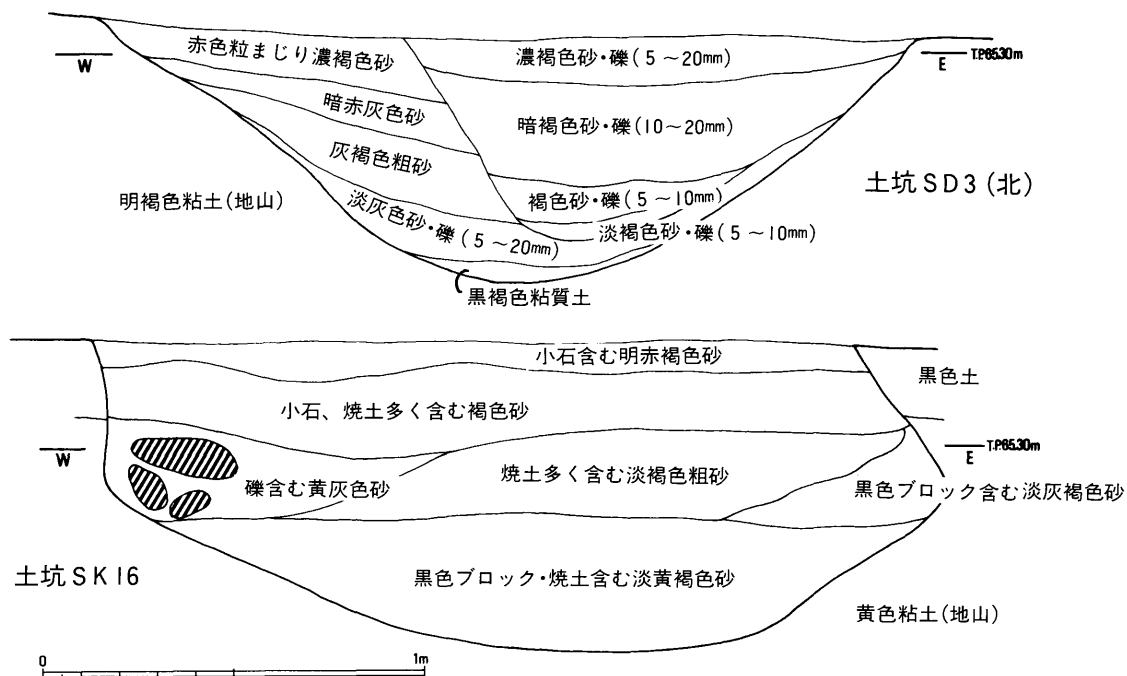 赤色粒まじり濃褐色砂
濃褐色砂・礫(5〜20mm)
W
E T.P.65.30m
暗赤灰色砂
暗褐色砂・礫(10〜20mm)
灰褐色粗砂
土坑SD3(北)
明褐色粘土(地山)
褐色砂・礫(5〜10mm)
淡灰色砂・礫(5〜20mm)
淡褐色砂・礫(5〜10mm)
黒褐色粘質土
小石含む明赤褐色砂
黒色土
小石、焼土多く含む褐色砂
W
E T.P.65.30m
焼土多く含む淡褐色粗砂
礫含む黄灰色砂
黒色ブロック含む淡灰褐色砂
土坑SK16
黒色ブロック・焼土含む淡黄褐色砂
黄色粘土(地山)
0 1m